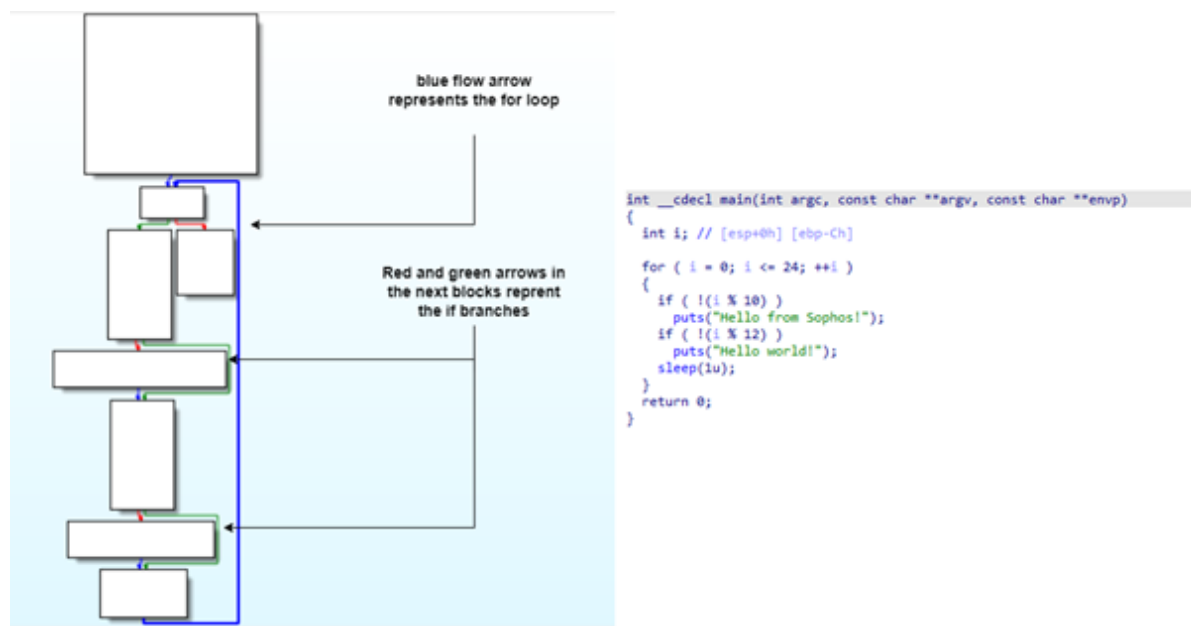 blue flow arrow
represents the for loop
Red and green arrows in
the next blocks reprent
the if branches
int __cdecl main(int argc, const char **argv, const char **envp)
{
int i; // [esp+0h] [ebp-Ch]
for ( i = 0; i <= 24; ++i )
{
if ( !(i % 10) )
puts("Hello from Sophos!");
if ( !(i % 12) )
puts("Hello world!");
sleep(1u);
}
return 0;
}